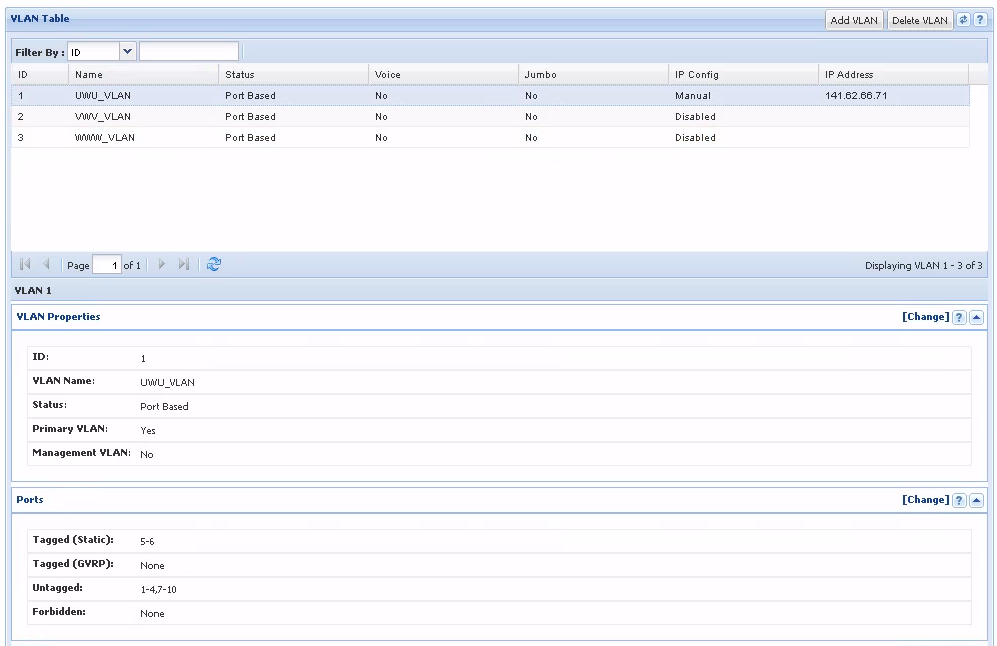 VLAN Table Add VLAN Delete VLAN ?
Filter By : ID
ID Name Status Voice Jumbo IP Config IP Address
1 UWU_VLAN Port Based No No Manual 141.62.66.71
2 VWV_VLAN Port Based No No Disabled
3 WWW_VLAN Port Based No No Disabled
Page 1 of 1 Displaying VLAN 1 - 3 of 3
VLAN 1
VLAN Properties [Change] ?
ID: 1
VLAN Name: UWU_VLAN
Status: Port Based
Primary VLAN: Yes
Management VLAN: No
Ports [Change] ?
Tagged (Static): 5-6
Tagged (GVRP): None
Untagged: 1-4,7-10
Forbidden: None